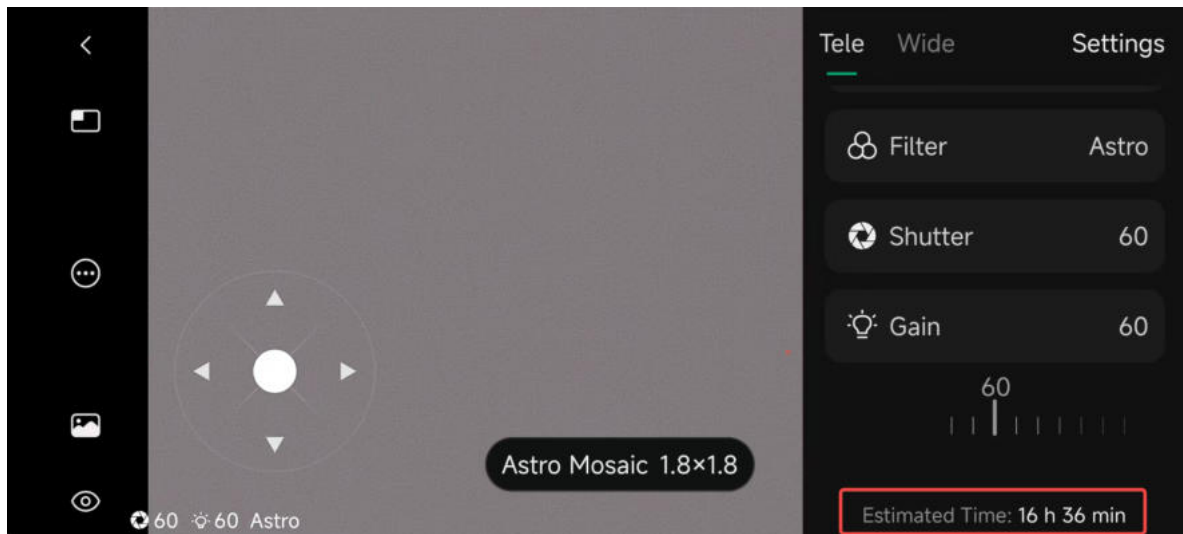 Tele Wide Settings
Filter Astro
Shutter 60
Gain 60
60
Astro Mosaic 1.8×1.8
Estimated Time: 16 h 36 min
60 60 Astro